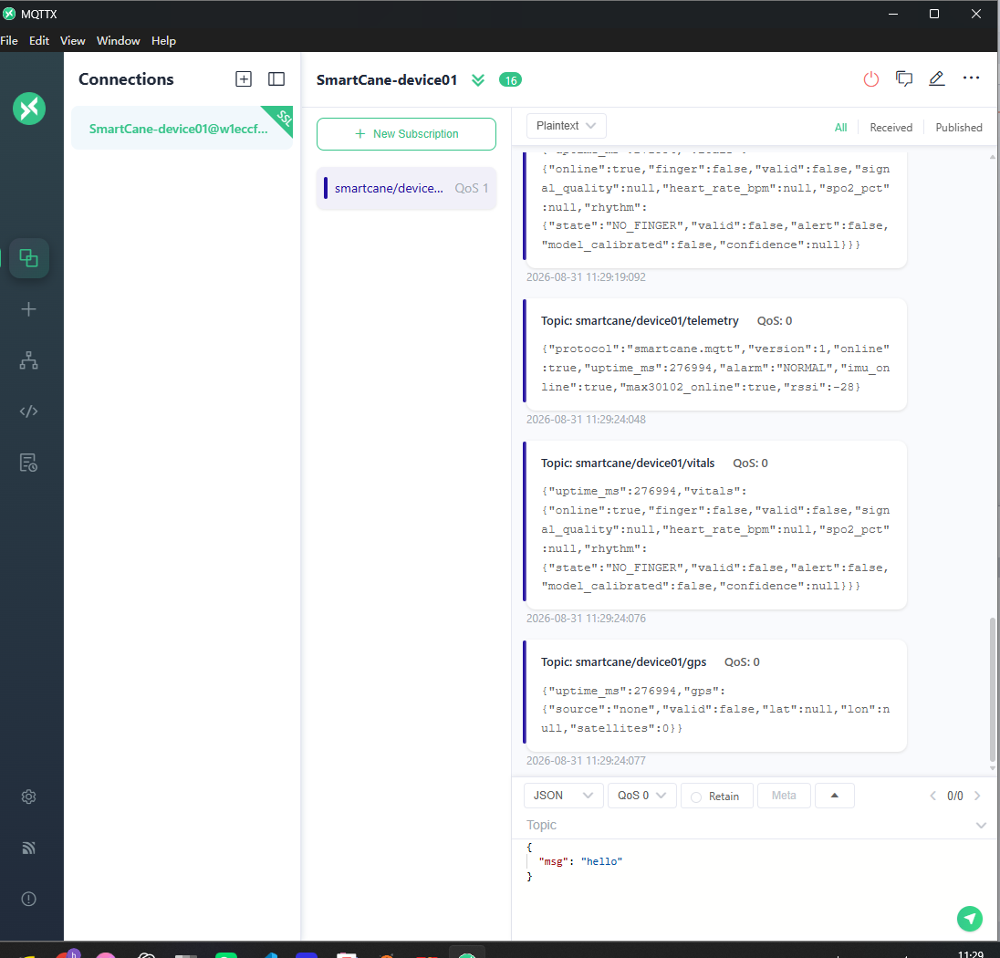 MQTTX
File Edit View Window Help
Connections
SmartCane-device01@w1eccf...
SSL
SmartCane-device01
16
New Subscription
smartcane/device... QoS 1
Plaintext
All Received Published
{"online":true,"finger":false,"valid":false,"sign
al_quality":null,"heart_rate_bpm":null,"spo2_pct"
:null,"rhythm":
{"state":"NO_FINGER","valid":false,"alert":false,
"model_calibrated":false,"confidence":null}}}
2026-08-31 11:29:19:092
Topic: smartcane/device01/telemetry QoS: 0
{"protocol":"smartcane.mqtt","version":1,"online"
:true,"uptime_ms":276994,"alarm":"NORMAL","imu_on
line":true,"max30102_online":true,"rssi":-28}
2026-08-31 11:29:24:048
Topic: smartcane/device01/vitals QoS: 0
{"uptime_ms":276994,"vitals":
{"online":true,"finger":false,"valid":false,"sign
al_quality":null,"heart_rate_bpm":null,"spo2_pct"
:null,"rhythm":
{"state":"NO_FINGER","valid":false,"alert":false,
"model_calibrated":false,"confidence":null}}}
2026-08-31 11:29:24:076
Topic: smartcane/device01/gps QoS: 0
{"uptime_ms":276994,"gps":
{"source":"none","valid":false,"lat":null,"lon":n
ull,"satellites":0}}
2026-08-31 11:29:24:077
JSON QoS 0 Retain Meta 0/0
Topic
{
"msg": "hello"
}
11:29